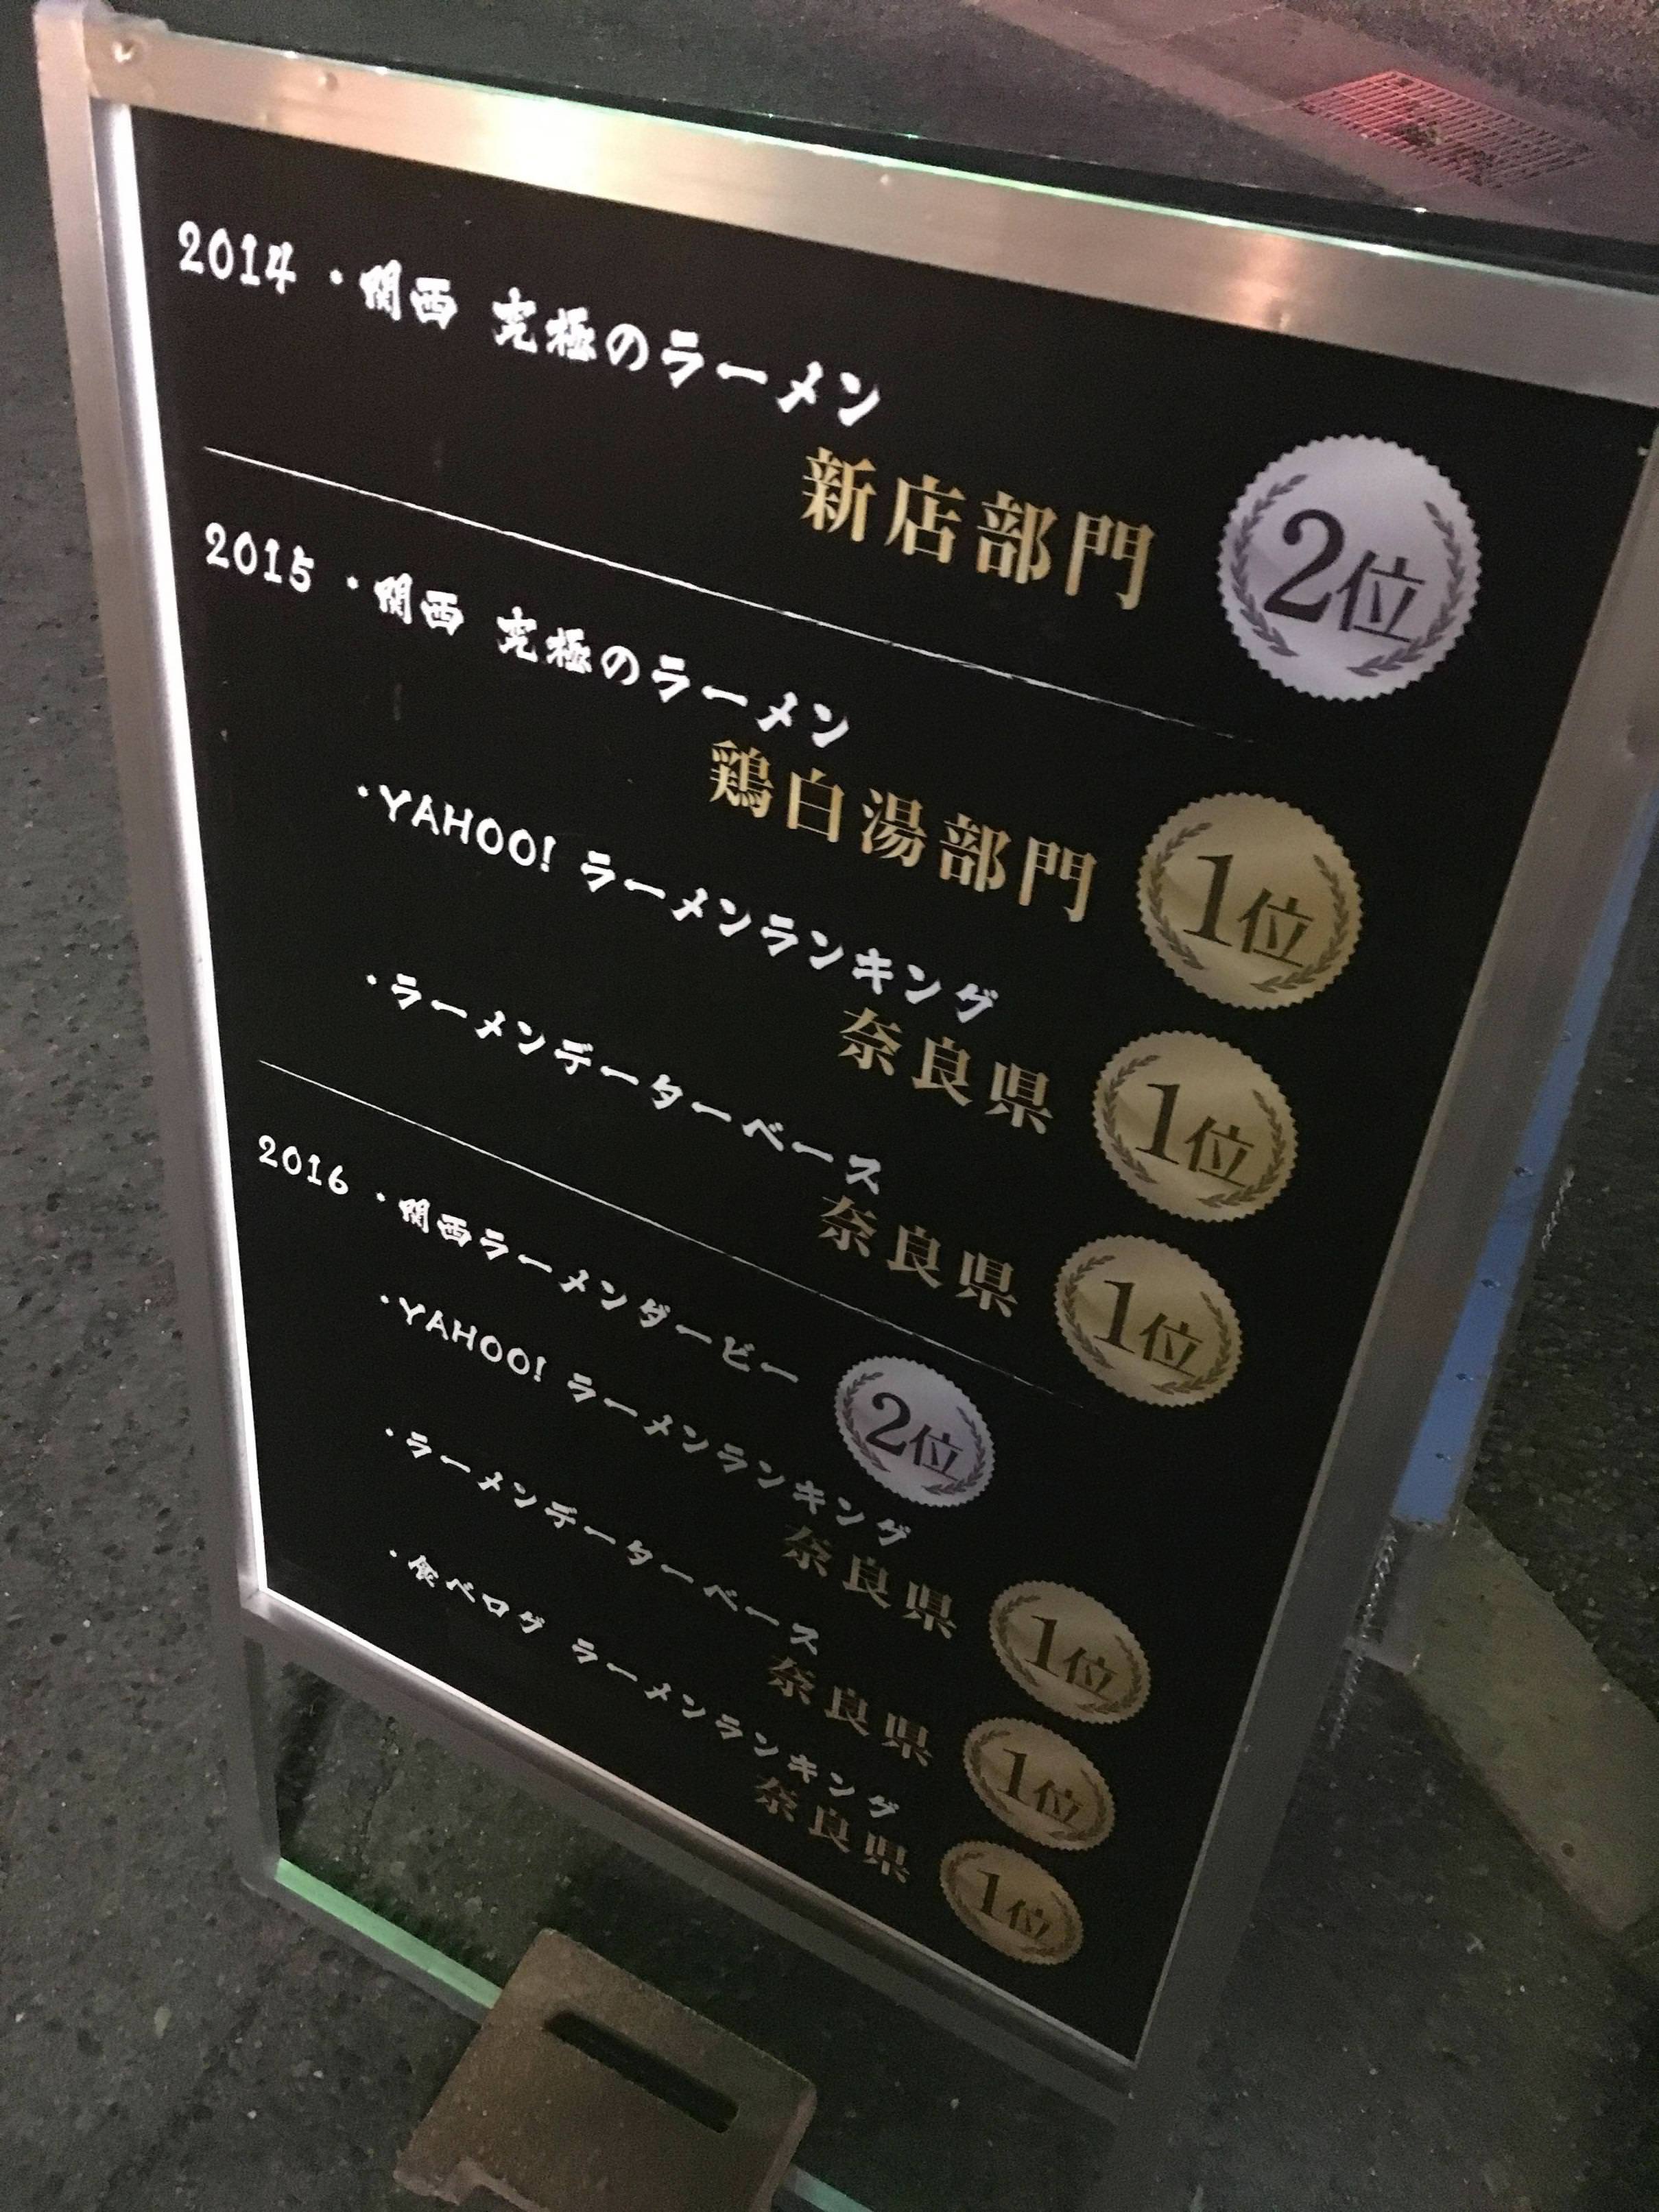 2014 ・関西 究極のラーメン
新店部門 2位
2015 ・関西 究極のラーメン
鶏白湯部門 1位
・YAHOO! ラーメンランキング
奈良県 1位
・ラーメンデーターベース
奈良県 1位
2016 ・関西ラーメンダービー 2位
・YAHOO! ラーメンランキング
奈良県 1位
・ラーメンデーターベース
奈良県 1位
・食べログ ラーメンランキング
奈良県 1位